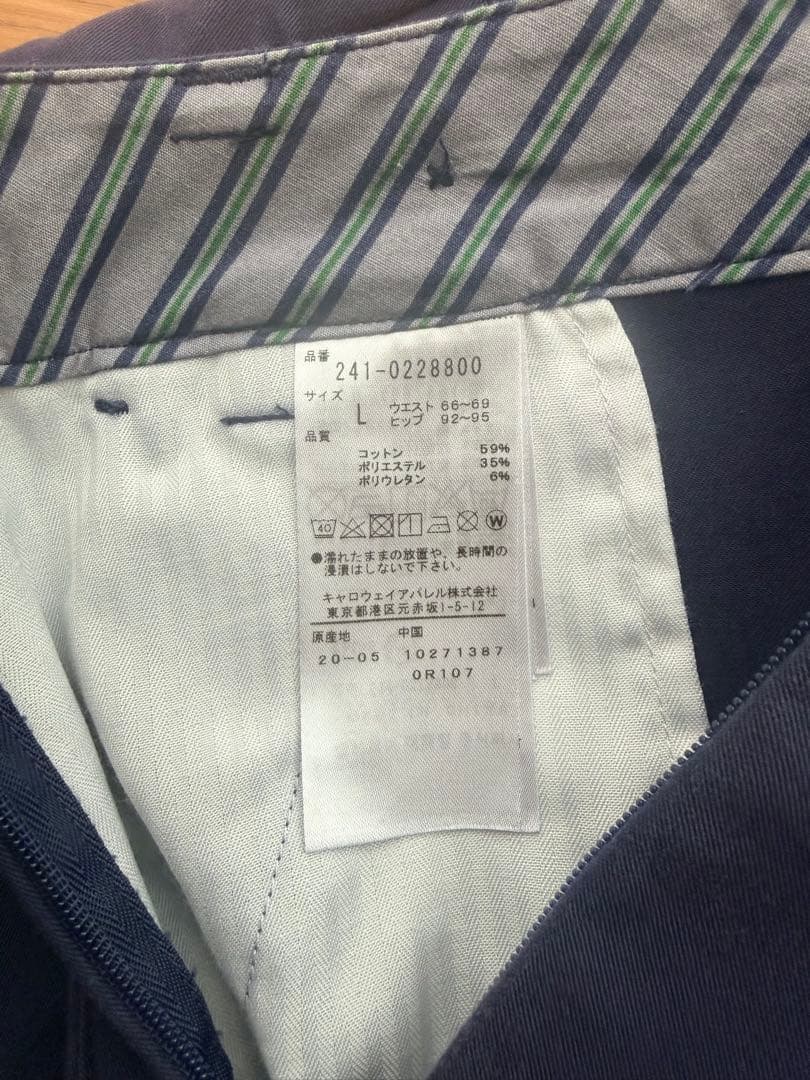 品番
241-0228800
サイズ
L ウエスト 66〜69
ヒップ 92〜95
品質
コットン 59%
ポリエステル 35%
ポリウレタン 6%
40 W
●濡れたままの放置や、長時間の
浸漬はしないで下さい。
キャロウェイアパレル株式会社
東京都港区元赤坂1-5-12
原産地 中国
20-05 10271387
0R107